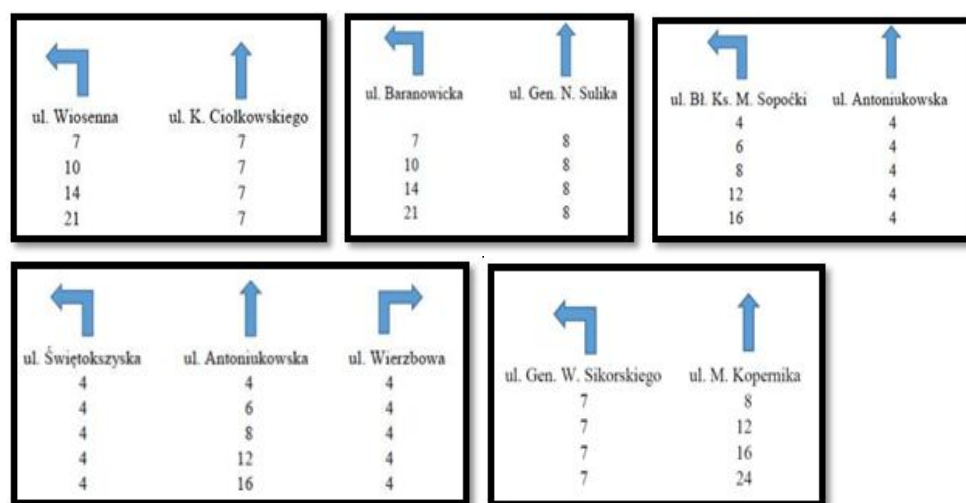 ul. Wiosenna ul. K. Ciołkowskiego
7 7
10 7
14 7
21 7
ul. Baranowicka ul. Gen. N. Sulika
7 8
10 8
14 8
21 8
ul. Bł. Ks. M. Sopoćki ul. Antoniukowska
4 4
6 4
8 4
12 4
16 4
ul. Świętokszyska ul. Antoniukowska ul. Wierzbowa
4 4 4
4 6 4
4 8 4
4 12 4
4 16 4
ul. Gen. W. Sikorskiego ul. M. Kopernika
7 8
7 12
7 16
7 24